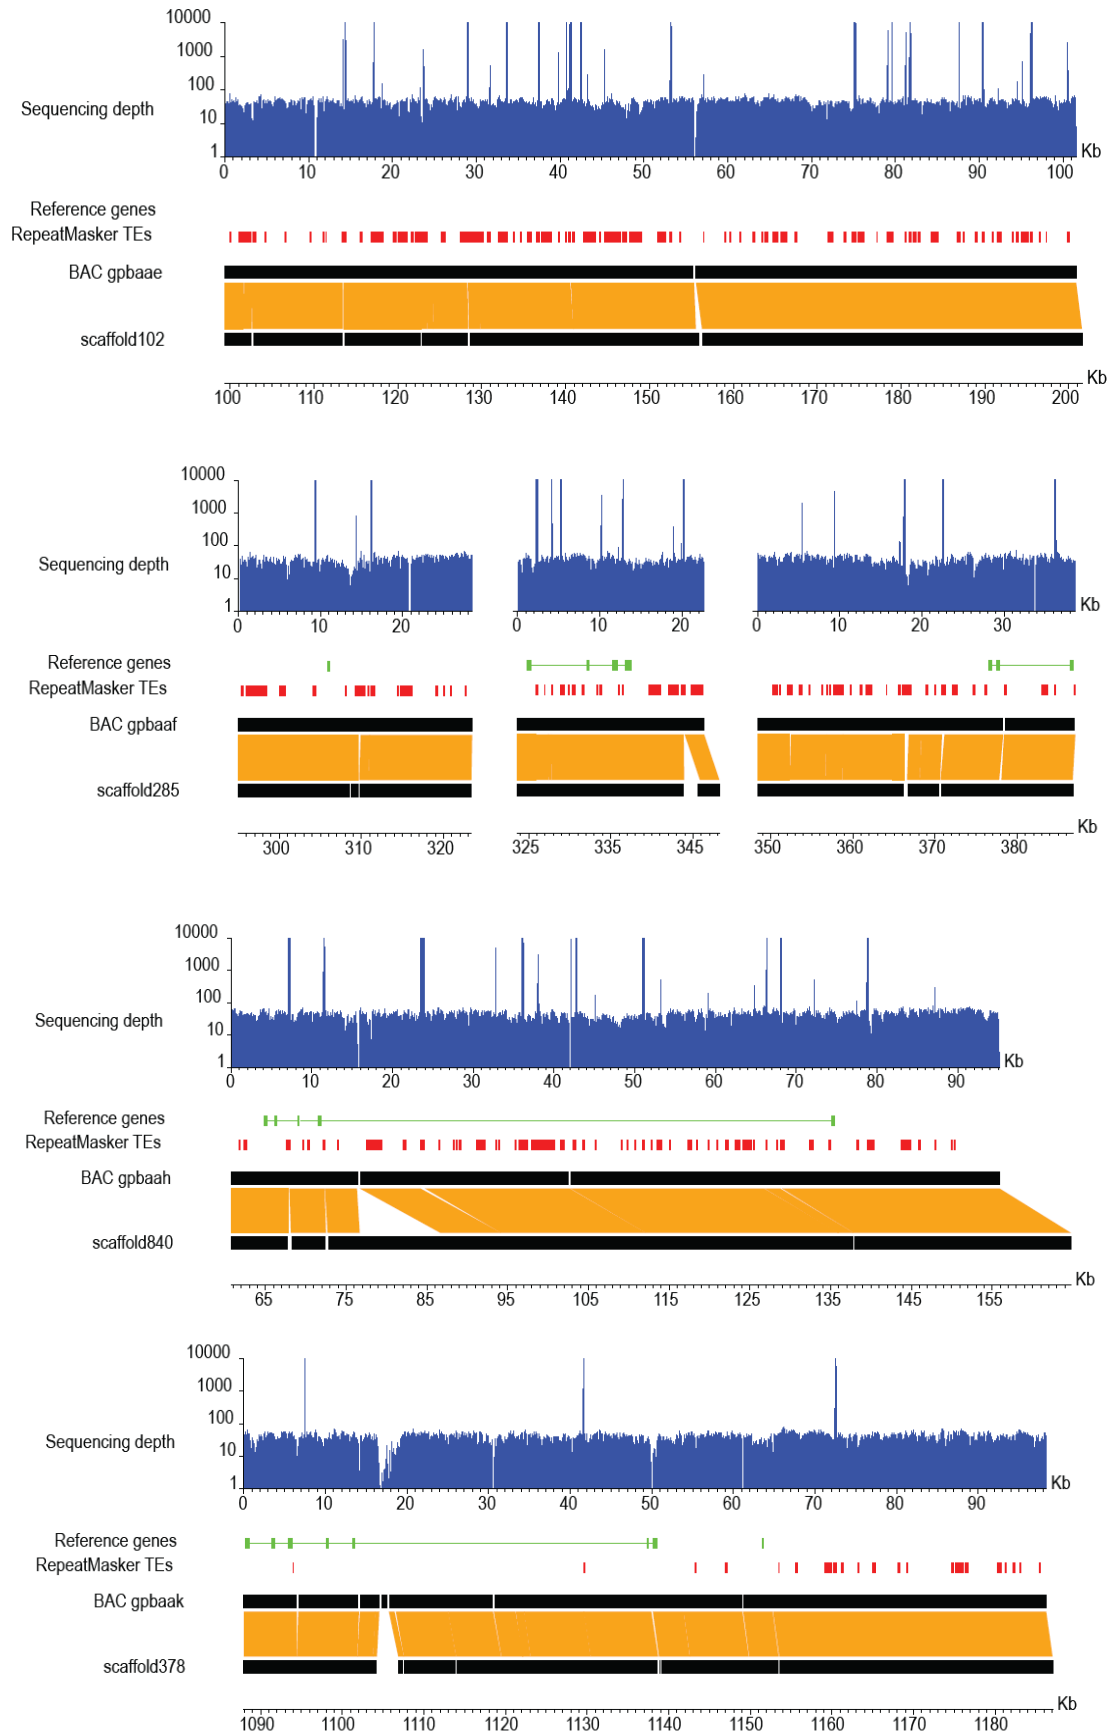 10000
1000
100
10
1
Sequencing depth
0 10 20 30 40 50 60 70 80 90 100 Kb
Reference genes
RepeatMasker TEs
BAC gpbaae
scaffold102
100 110 120 130 140 150 160 170 180 190 200 Kb
10000
1000
100
10
1
Sequencing depth
0 10 20 0 10 20 0 10 20 30 Kb
Reference genes
RepeatMasker TEs
BAC gpbaaf
scaffold285
300 310 320 325 335 345 350 360 370 380 Kb
10000
1000
100
10
1
Sequencing depth
0 10 20 30 40 50 60 70 80 90 Kb
Reference genes
RepeatMasker TEs
BAC gpbaah
scaffold840
65 75 85 95 105 115 125 135 145 155 Kb
10000
1000
100
10
1
Sequencing depth
0 10 20 30 40 50 60 70 80 90 Kb
Reference genes
RepeatMasker TEs
BAC gpbaak
scaffold378
1090 1100 1110 1120 1130 1140 1150 1160 1170 1180 Kb